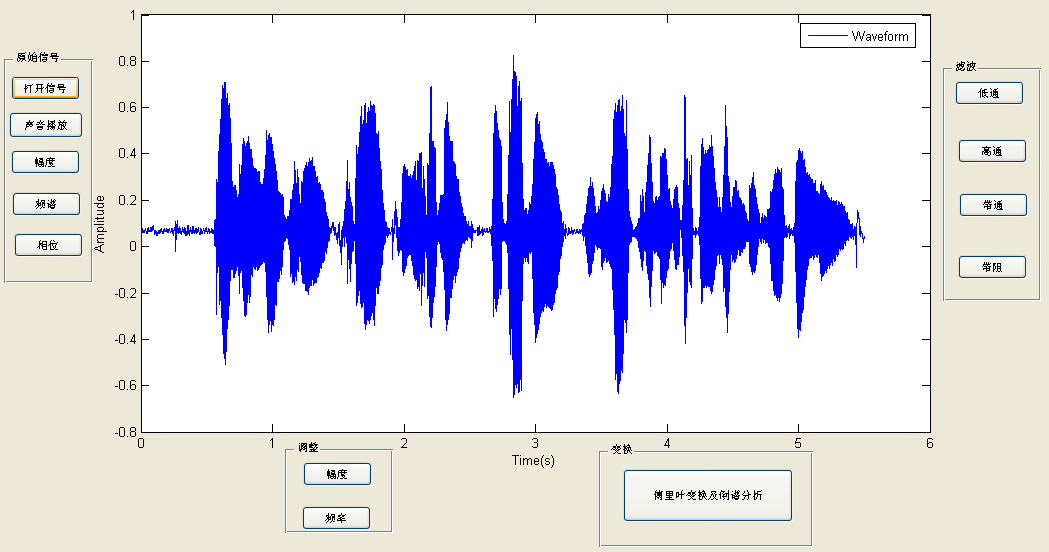 原始信号
打开信号
声音播放
幅度
频谱
相位
1
0.8
0.6
0.4
0.2
0
-0.2
-0.4
-0.6
-0.8
Amplitude
Waveform
0 1 2 3 4 5 6
Time(s)
滤波
低通
高通
带通
带阻
调整
幅度
频率
变换
傅里叶变换及倒谱分析